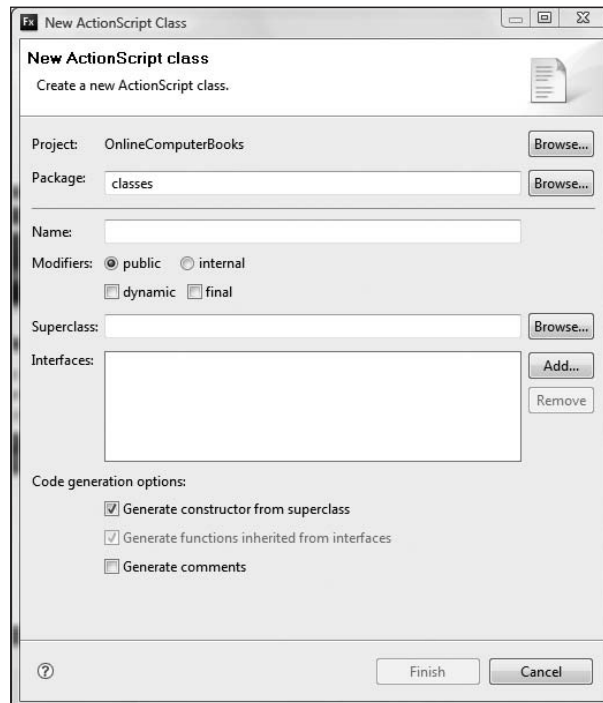 Fx New ActionScript Class
New ActionScript class
Create a new ActionScript class.
Project: OnlineComputerBooks Browse...
Package: classes Browse...
Name:
Modifiers: public internal
dynamic final
Superclass: Browse...
Interfaces: Add...
Remove
Code generation options:
Generate constructor from superclass
Generate functions inherited from interfaces
Generate comments
? Finish Cancel